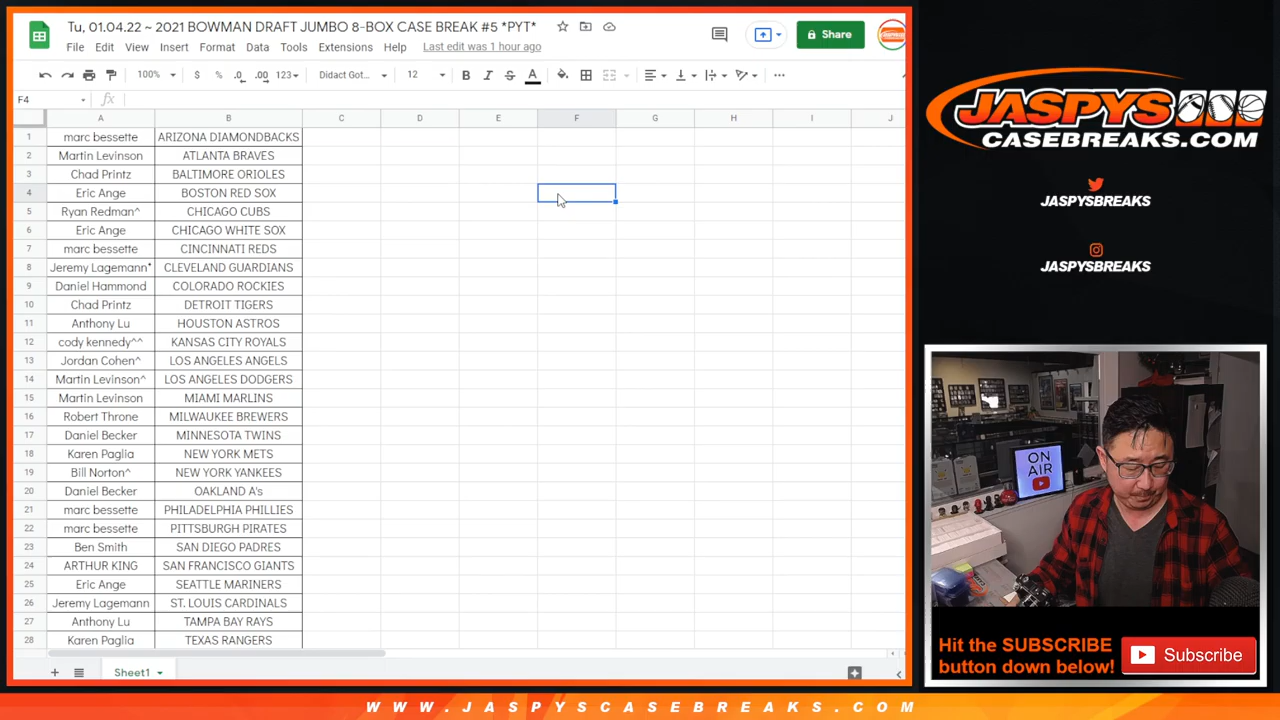 Tu, 01.04.22 ~ 2021 BOWMAN DRAFT JUMBO 8-BOX CASE BREAK #5 *PYT*
File Edit View Insert Format Data Tools Extensions Help Last edit was 1 hour ago
Share
100% $ % .0 .00 123 Didact Got... 12 B I S A
F4 fx
A B C D E F G H I J
1 marc bessette ARIZONA DIAMONDBACKS
2 Martin Levinson ATLANTA BRAVES
3 Chad Printz BALTIMORE ORIOLES
4 Eric Ange BOSTON RED SOX
5 Ryan Redman^ CHICAGO CUBS
6 Eric Ange CHICAGO WHITE SOX
7 marc bessette CINCINNATI REDS
8 Jeremy Lagemann* CLEVELAND GUARDIANS
9 Daniel Hammond COLORADO ROCKIES
10 Chad Printz DETROIT TIGERS
11 Anthony Lu HOUSTON ASTROS
12 cody kennedy^^ KANSAS CITY ROYALS
13 Jordan Cohen^ LOS ANGELES ANGELS
14 Martin Levinson^ LOS ANGELES DODGERS
15 Martin Levinson MIAMI MARLINS
16 Robert Throne MILWAUKEE BREWERS
17 Daniel Becker MINNESOTA TWINS
18 Karen Paglia NEW YORK METS
19 Bill Norton^ NEW YORK YANKEES
20 Daniel Becker OAKLAND A's
21 marc bessette PHILADELPHIA PHILLIES
22 marc bessette PITTSBURGH PIRATES
23 Ben Smith SAN DIEGO PADRES
24 ARTHUR KING SAN FRANCISCO GIANTS
25 Eric Ange SEATTLE MARINERS
26 Jeremy Lagemann ST. LOUIS CARDINALS
27 Anthony Lu TAMPA BAY RAYS
28 Karen Paglia TEXAS RANGERS
Sheet1
JASPYS
CASEBREAKS.COM
JASPYSBREAKS
JASPYSBREAKS
ON
AIR
Hit the SUBSCRIBE
button down below!
Subscribe
WWW.JASPYSCASEBREAKS.COM